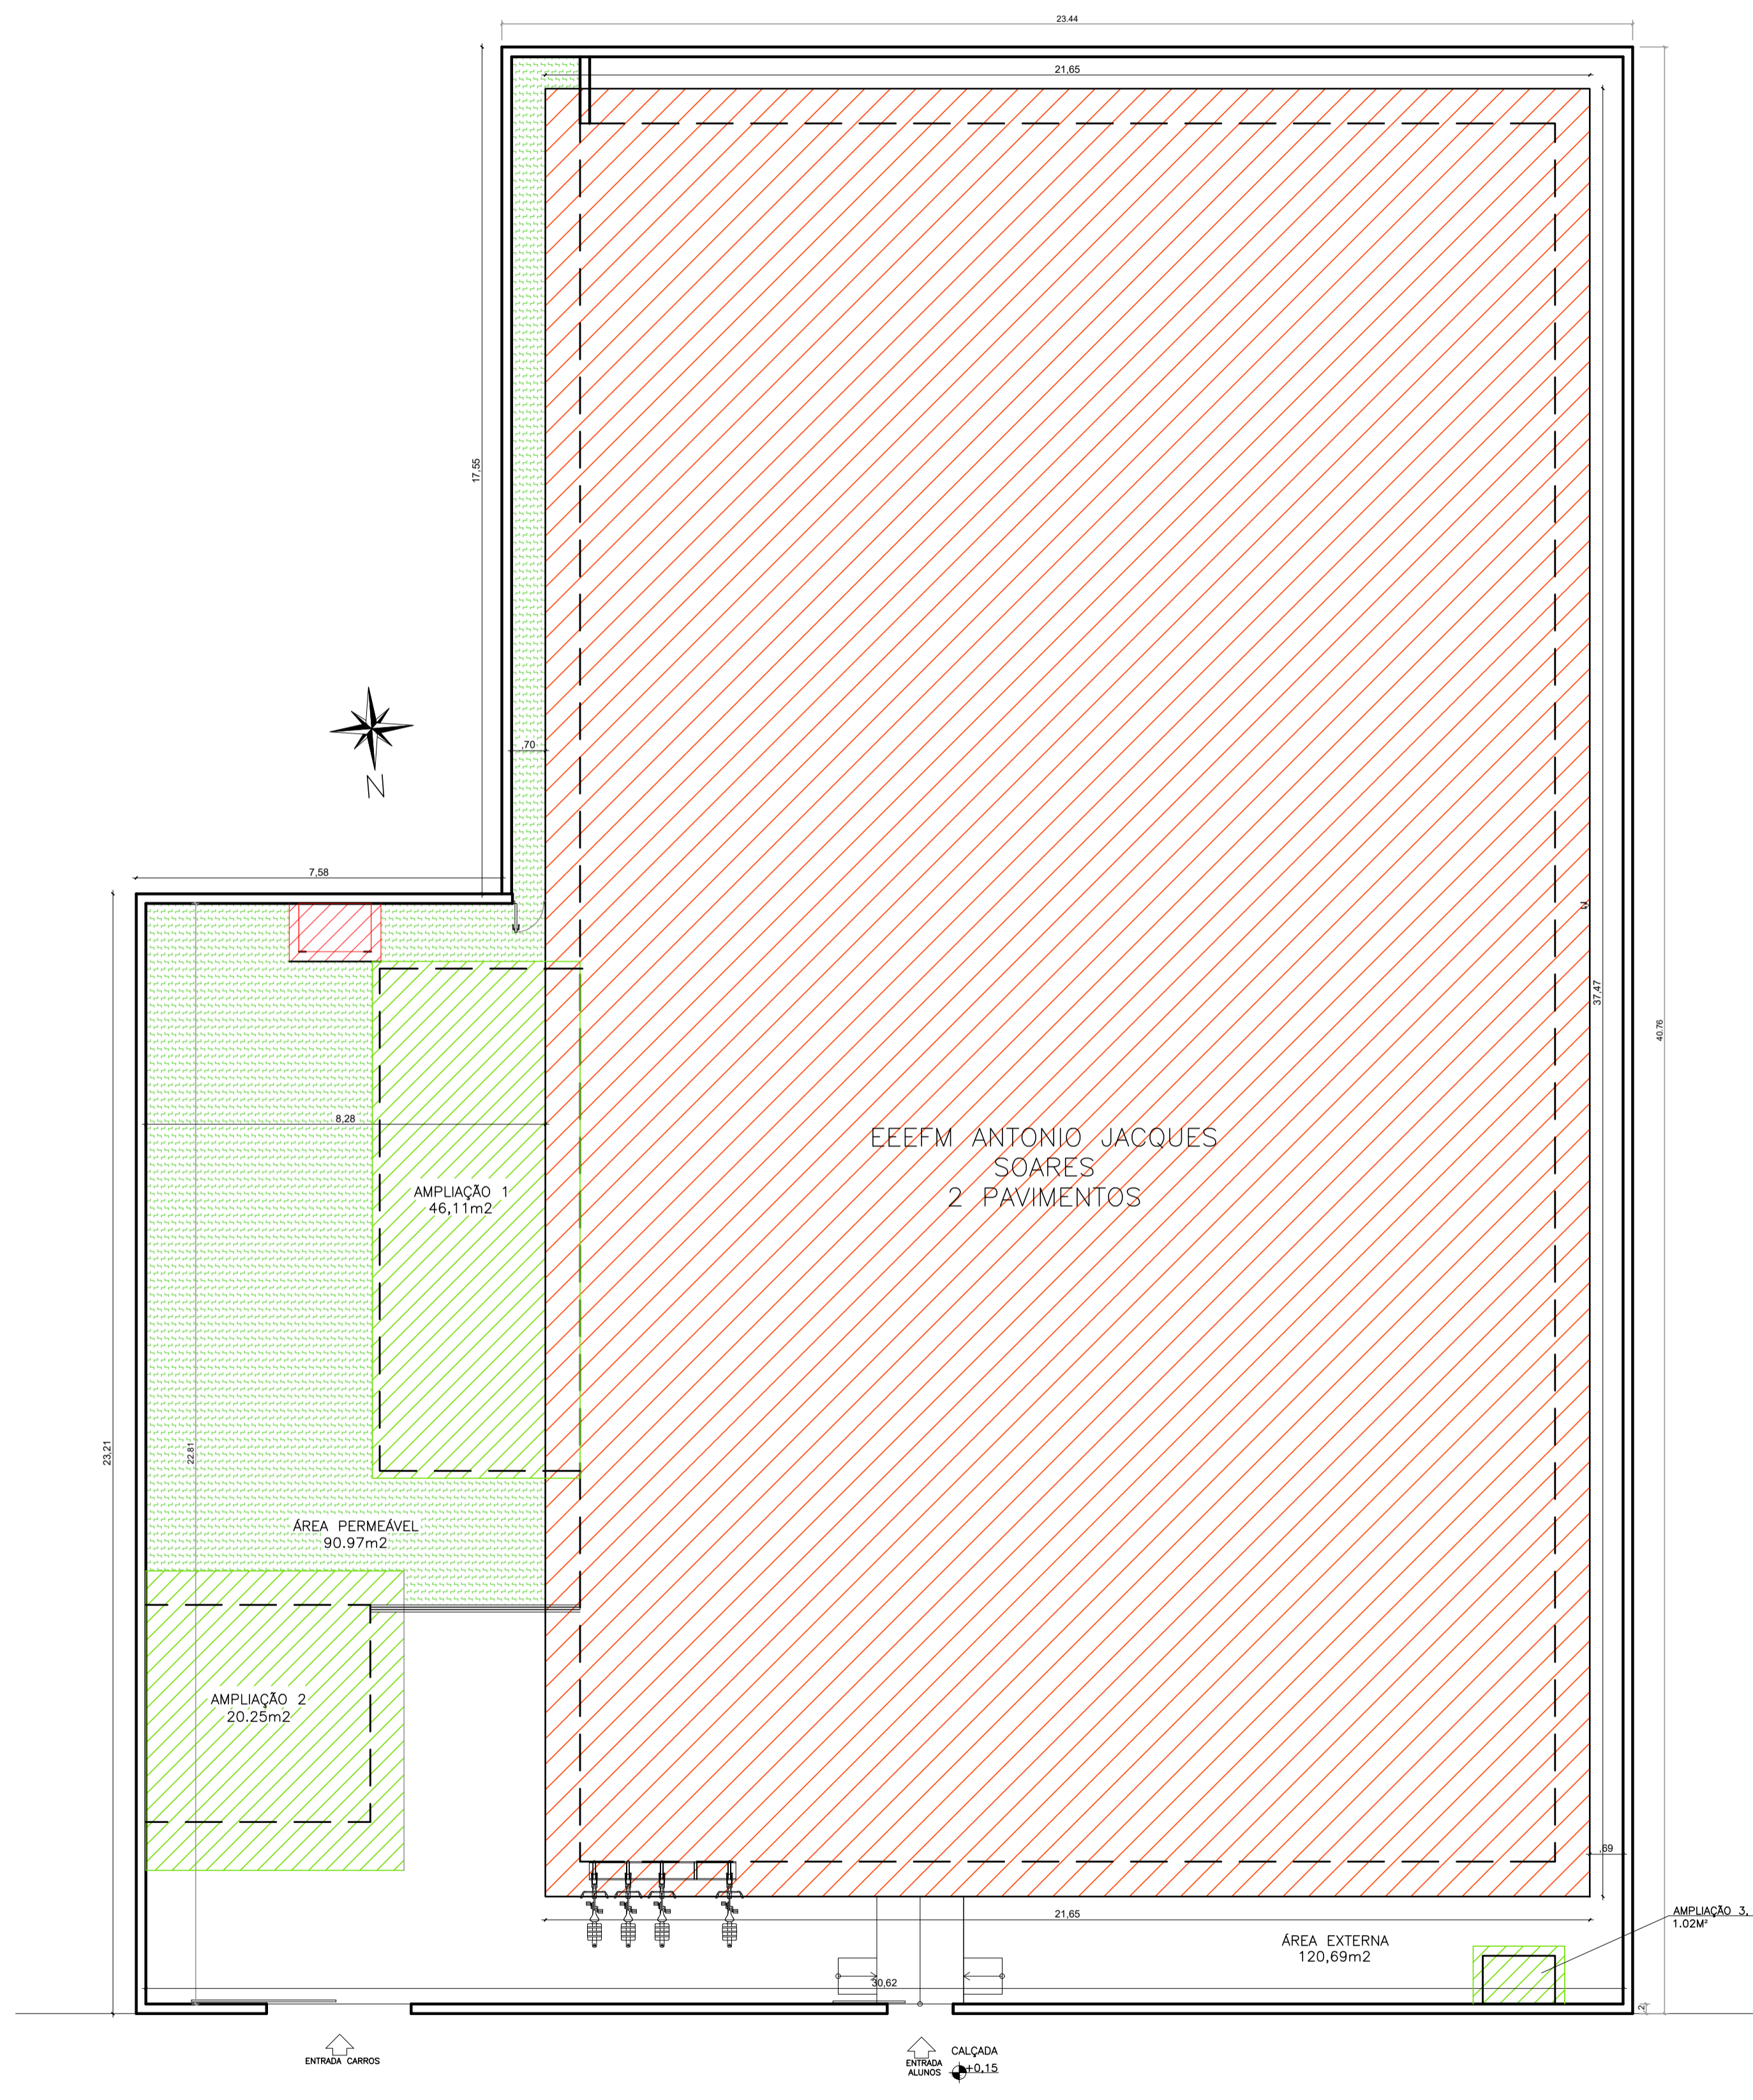 23.44
21,65
17,55
,70
N
7,58
37,47
40.76
8,28
EEEFM ANTONIO JACQUES
SOARES
2 PAVIMENTOS
AMPLIAÇÃO 1
46,11m2
23,21
22.81
ÁREA PERMEÁVEL
90.97m2
AMPLIAÇÃO 2
20.25m2
,69
21,65
AMPLIAÇÃO 3,
1.02M²
ÁREA EXTERNA
120,69m2
30,62
,2
ENTRADA CARROS
ENTRADA
ALUNOS
CALÇADA
+0,15